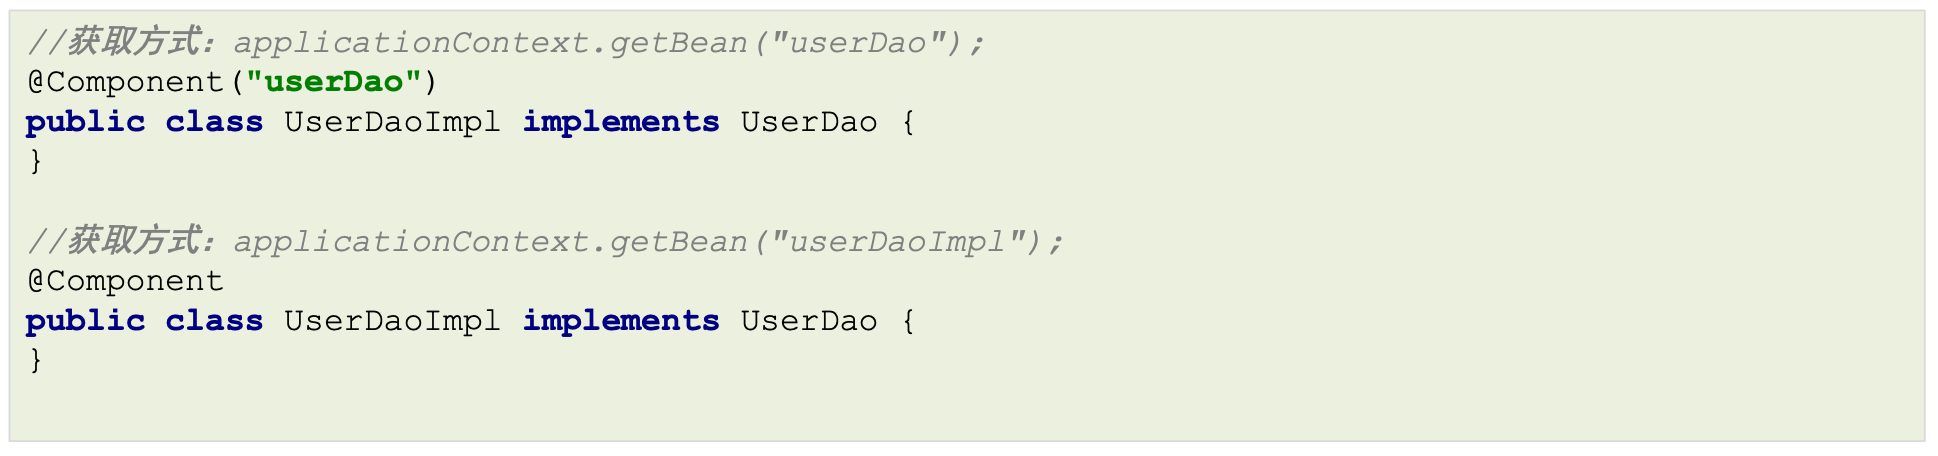 //获取方式：applicationContext.getBean("userDao");
@Component("userDao")
public class UserDaoImpl implements UserDao {
}
//获取方式：applicationContext.getBean("userDaoImpl");
@Component
public class UserDaoImpl implements UserDao {
}